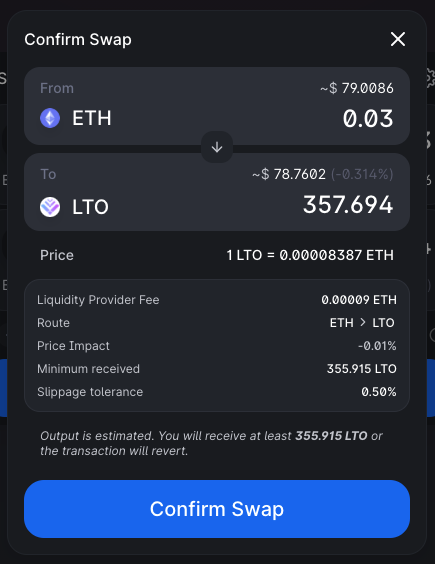 Confirm Swap
From ~$ 79.0086
ETH 0.03
To ~$ 78.7602 (-0.314%)
LTO 357.694
Price 1 LTO = 0.00008387 ETH
Liquidity Provider Fee 0.00009 ETH
Route ETH > LTO
Price Impact -0.01%
Minimum received 355.915 LTO
Slippage tolerance 0.50%
Output is estimated. You will receive at least 355.915 LTO or
the transaction will revert.
Confirm Swap